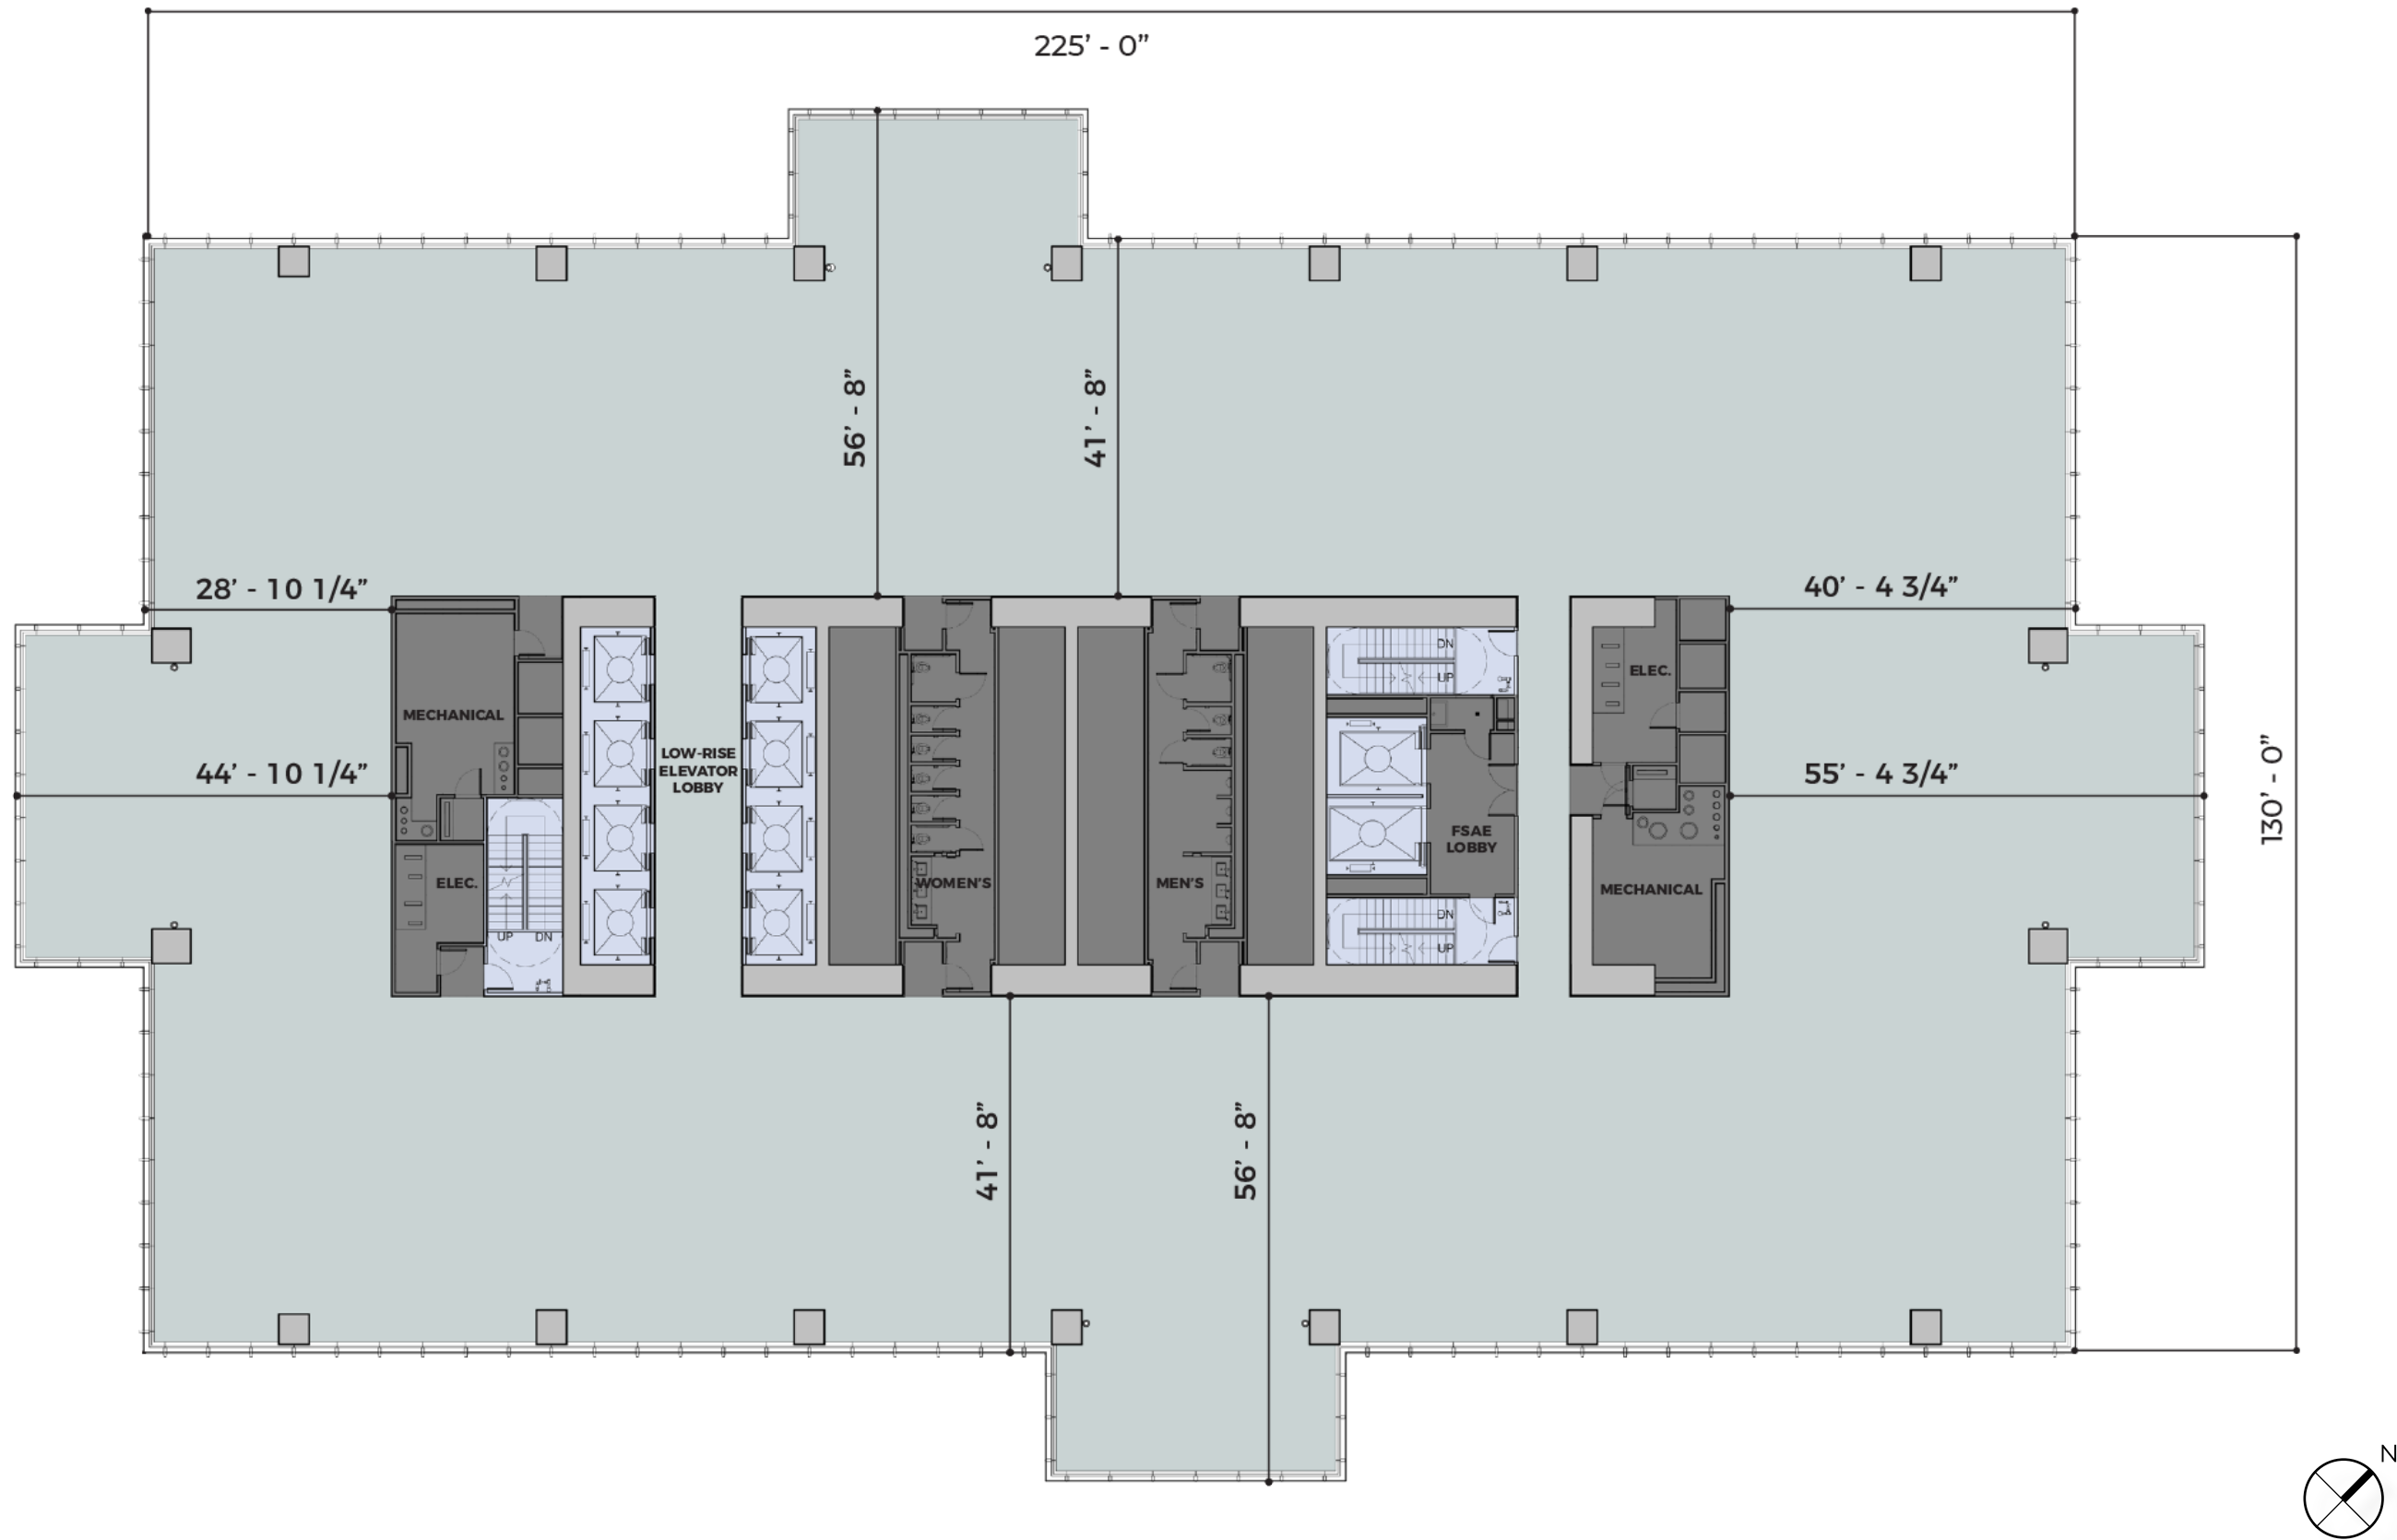 225’ - 0”
56’ - 8”
41’ - 8”
28’ - 10 1/4”
40’ - 4 3/4”
DN
UP
ELEC.
MECHANICAL
LOW-RISE
ELEVATOR
LOBBY
44’ - 10 1/4”
55’ - 4 3/4”
130’ - 0”
FSAE
LOBBY
ELEC.
WOMEN’S
MEN’S
MECHANICAL
UP
DN
DN
UP
41’ - 8”
56’ - 8”
N